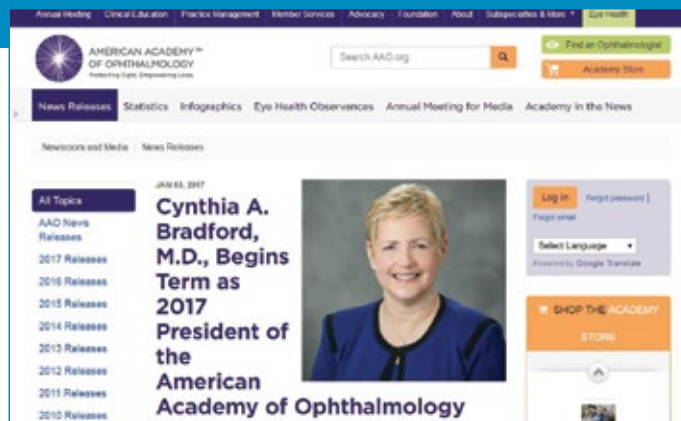 Annual Meeting Clinical Education Practice Management Member Services Advocacy Foundation About Subspecialties & More Eye Health
AMERICAN ACADEMY™
OF OPHTHALMOLOGY
Protecting Sight. Empowering Lives.
Search AAO.org
Find an Ophthalmologist
Academy Store
News Releases Statistics Infographics Eye Health Observances Annual Meeting for Media Academy in the News
Newsroom and Media / News Releases
All Topics
AAO News
Releases
2017 Releases
2016 Releases
2015 Releases
2014 Releases
2013 Releases
2012 Releases
2011 Releases
2010 Releases
JAN 03, 2017
Cynthia A.
Bradford,
M.D., Begins
Term as
2017
President of
the
American
Academy of Ophthalmology
Log in Forgot password |
Forgot email
Select Language
Powered by Google Translate
SHOP THE ACADEMY
STORE